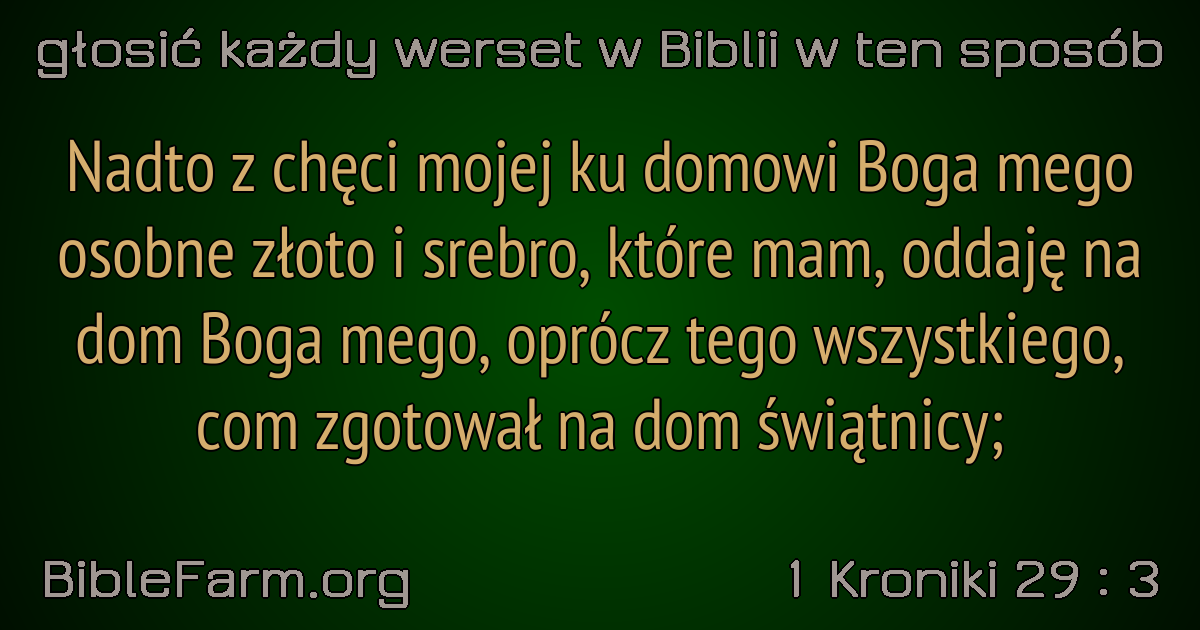 głosić każdy werset w Biblii w ten sposób
Nadto z chęci mojej ku domowi Boga mego
osobne złoto i srebro, które mam, oddaję na
dom Boga mego, oprócz tego wszystkiego,
com zgotował na dom świątnicy;
BibleFarm.org
1 Kroniki 29 : 3